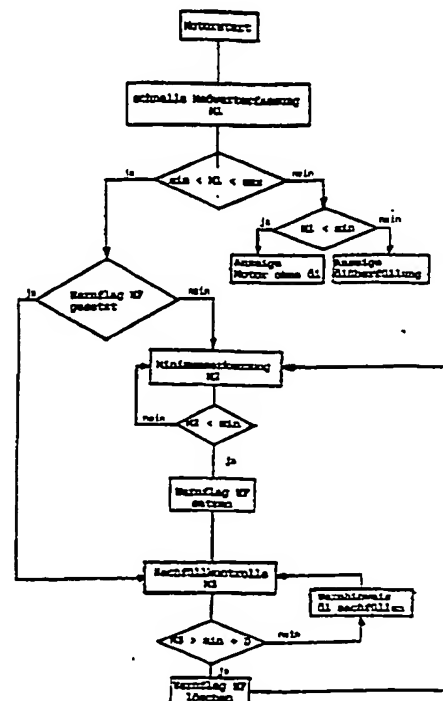 Motorstart
schnelle Meßwerterfassung
M1
min < M1 < max
ja
nein
M1 < min
ja
nein
Anzeige
Motor ohne Öl
Anzeige
Ölüberfüllung
Warnflag WF
gesetzt
ja
nein
M2
M2 < min
nein
ja
Warnflag WF
setzen
Nachfüllkontrolle
M3
Warnhinweis
Öl nachfüllen
M3 > min +
nein
ja
Warnflag WF
löschen